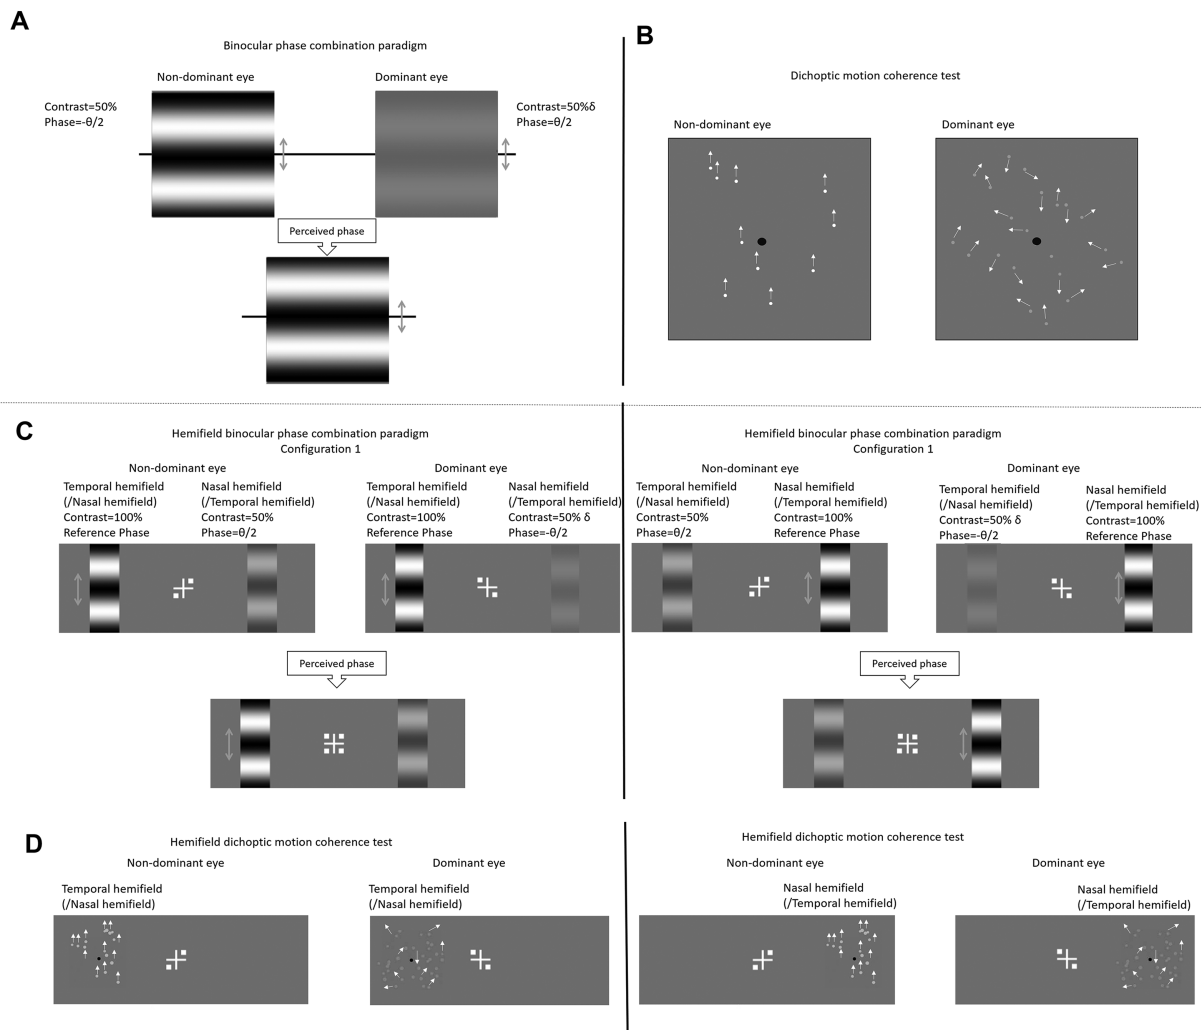 A
Binocular phase combination paradigm
Non-dominant eye
Dominant eye
Contrast=50%
Phase=-θ/2
Contrast=50%δ
Phase=θ/2
Perceived phase
B
Dichoptic motion coherence test
Non-dominant eye
Dominant eye
C
Hemifield binocular phase combination paradigm
Configuration 1
Non-dominant eye
Dominant eye
Temporal hemifield
(/Nasal hemifield)
Contrast=100%
Reference Phase
Nasal hemifield
(/Temporal hemifield)
Contrast=50%
Phase=θ/2
Temporal hemifield
(/Nasal hemifield)
Contrast=100%
Reference Phase
Nasal hemifield
(/Temporal hemifield)
Contrast=50% δ
Phase=-θ/2
Perceived phase
Hemifield binocular phase combination paradigm
Configuration 1
Non-dominant eye
Dominant eye
Temporal hemifield
(/Nasal hemifield)
Contrast=50%
Phase=θ/2
Nasal hemifield
(/Temporal hemifield)
Contrast=100%
Reference Phase
Temporal hemifield
(/Nasal hemifield)
Contrast=50% δ
Phase=-θ/2
Nasal hemifield
(/Temporal hemifield)
Contrast=100%
Reference Phase
Perceived phase
D
Hemifield dichoptic motion coherence test
Non-dominant eye
Dominant eye
Temporal hemifield
(/Nasal hemifield)
Temporal hemifield
(/Nasal hemifield)
Hemifield dichoptic motion coherence test
Non-dominant eye
Dominant eye
Nasal hemifield
(/Temporal hemifield)
Nasal hemifield
(/Temporal hemifield)